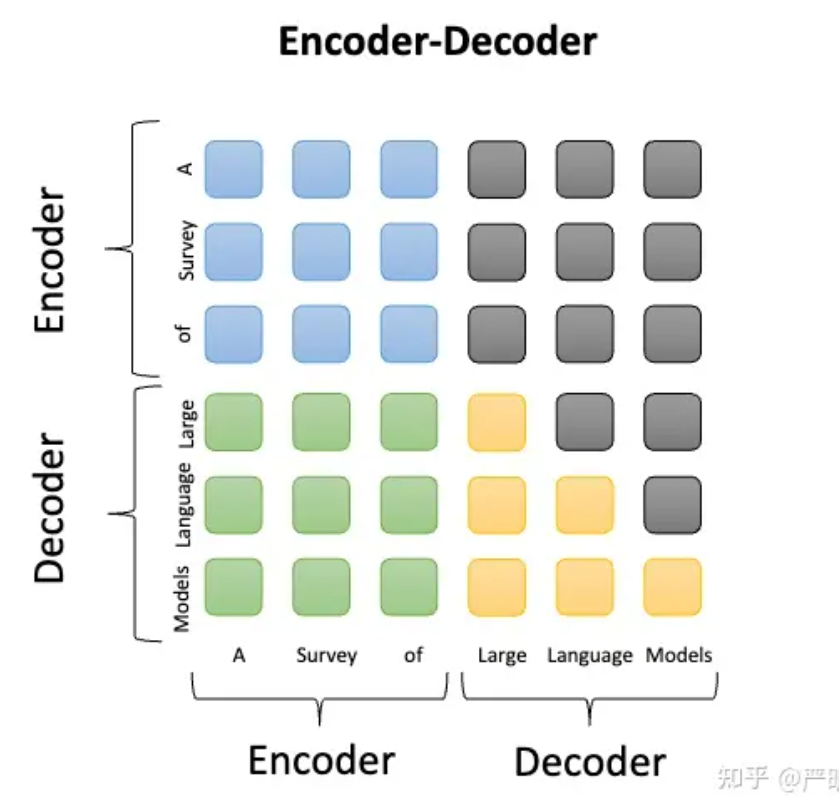 Encoder-Decoder
Encoder
A
Survey
of
Decoder
Large
Language
Models
A Survey of Large Language Models
Encoder Decoder
知乎 @严